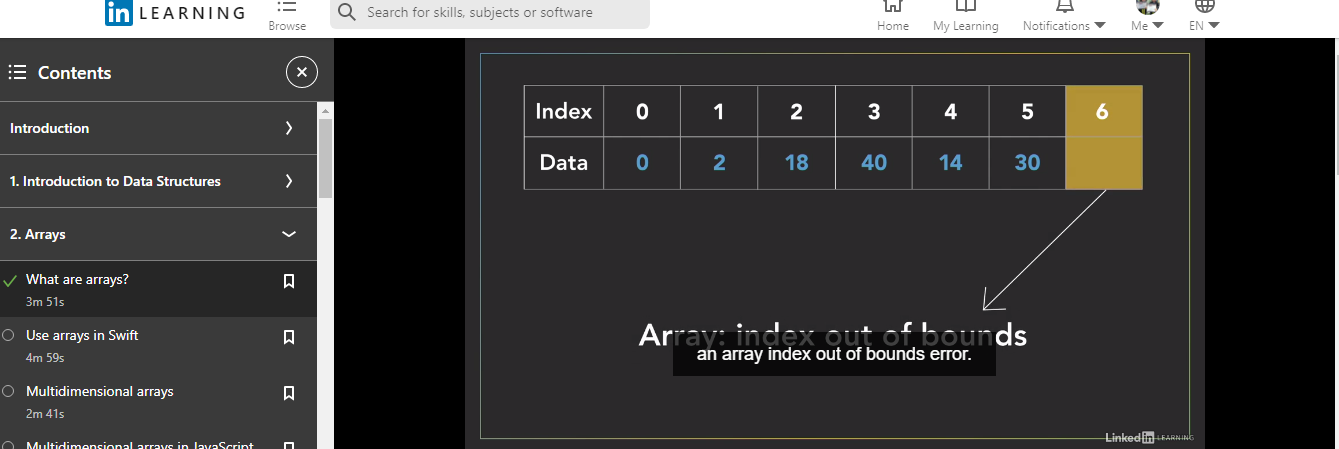 in LEARNING
Browse
Search for skills, subjects or software
Home
My Learning
Notifications
Me
EN
Contents
Introduction
1. Introduction to Data Structures
2. Arrays
What are arrays?
3m 51s
Use arrays in Swift
4m 59s
Multidimensional arrays
2m 41s
Multidimensional arrays in JavaScript
Index 0 1 2 3 4 5 6
Data 0 2 18 40 14 30
Array: index out of bounds
an array index out of bounds error.
Linked in LEARNING